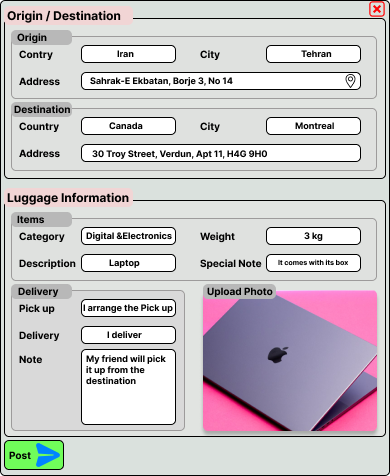 Origin / Destination
Origin
Contry Iran City Tehran
Address Sahrak-E Ekbatan, Borje 3, No 14
Destination
Country Canada City Montreal
Address 30 Troy Street, Verdun, Apt 11, H4G 9H0
Luggage Information
Items
Category Digital &Electronics Weight 3 kg
Description Laptop Special Note It comes with its box
Delivery
Pick up I arrange the Pick up
Delivery I deliver
Note My friend will pick
it up from the
destination
Upload Photo
Post